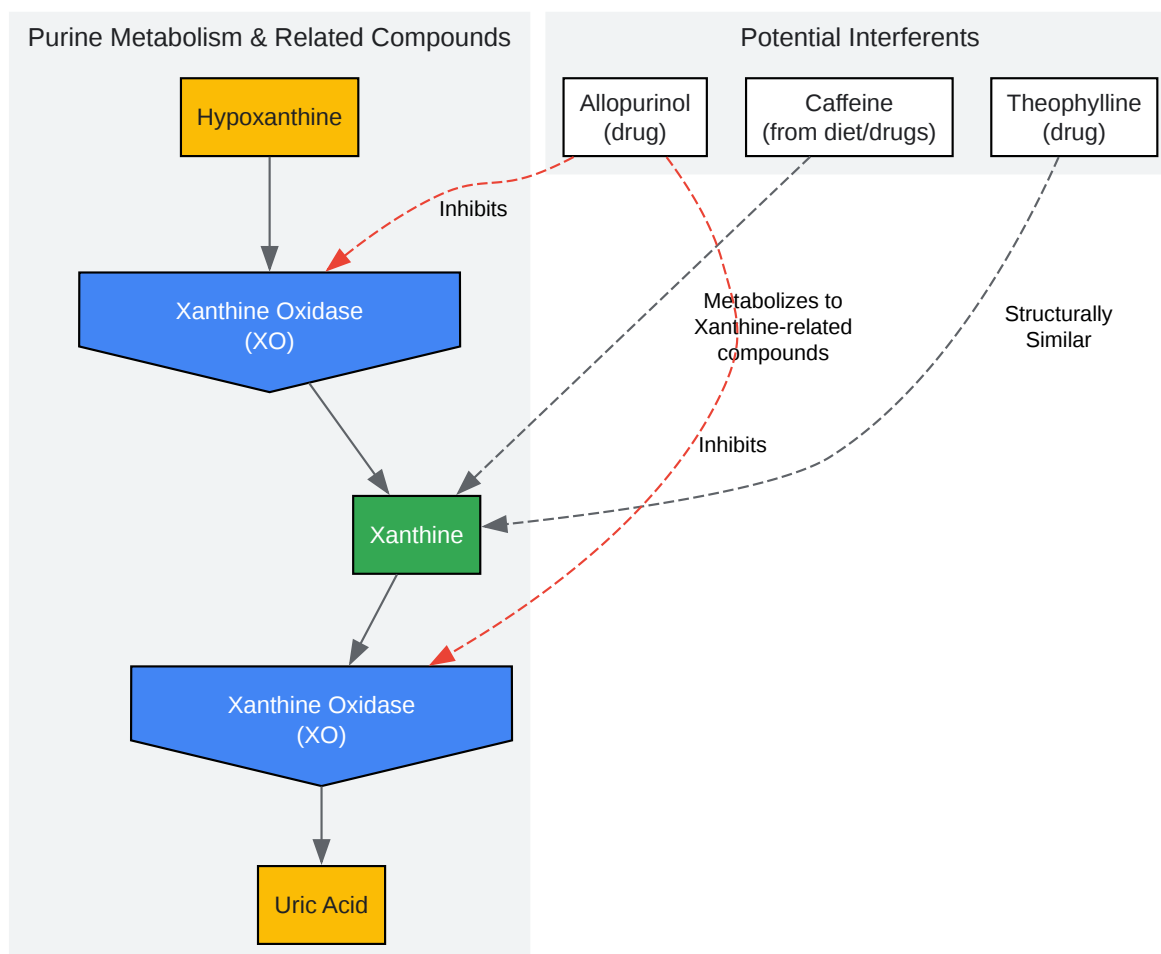 Purine Metabolism & Related Compounds
Potential Interferents
Hypoxanthine
Allopurinol
(drug)
Caffeine
(from diet/drugs)
Theophylline
(drug)
Inhibits
Xanthine Oxidase
(XO)
Metabolizes to
Xanthine-related
compounds
Structurally
Similar
Inhibits
Xanthine
Xanthine Oxidase
(XO)
Uric Acid